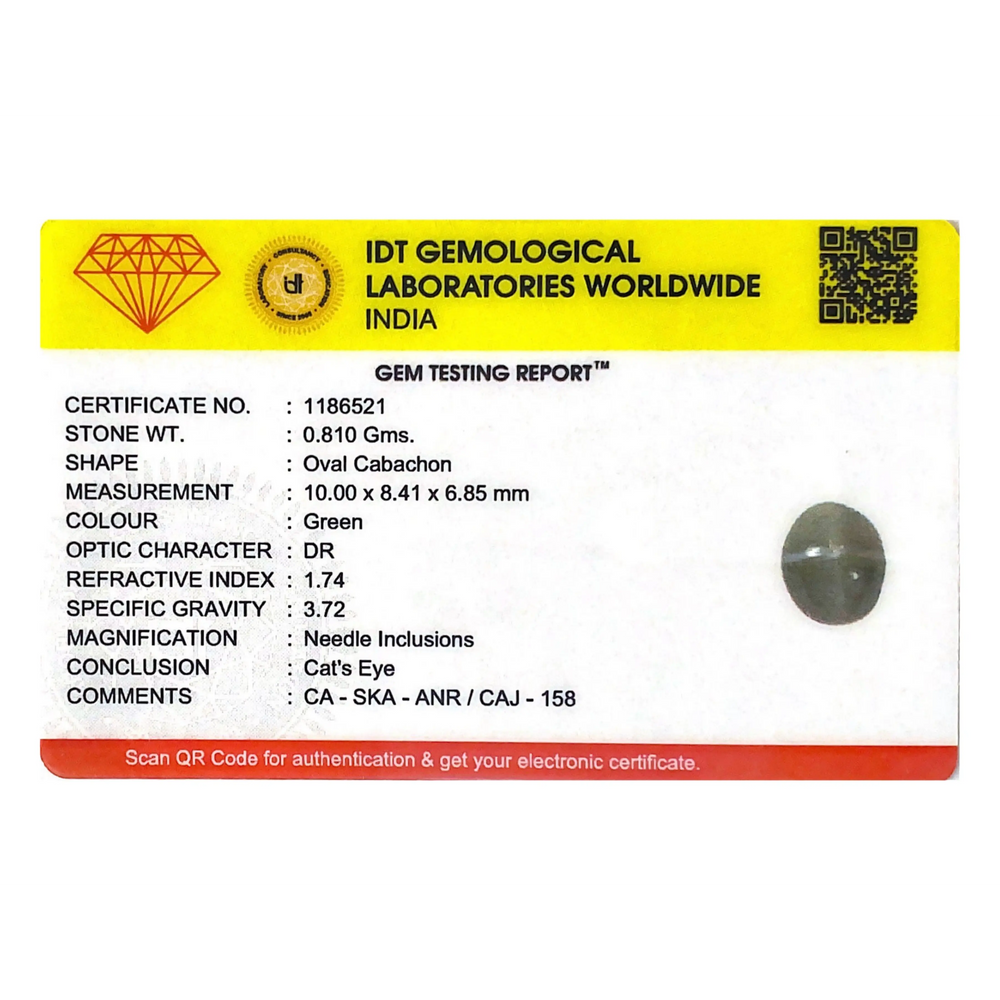 IDT GEMOLOGICAL
LABORATORIES WORLDWIDE
INDIA
idt
SINCE 2001
GEM TESTING REPORT™
CERTIFICATE NO. : 1186521
STONE WT. : 0.810 Gms.
SHAPE : Oval Cabachon
MEASUREMENT : 10.00 x 8.41 x 6.85 mm
COLOUR : Green
OPTIC CHARACTER : DR
REFRACTIVE INDEX : 1.74
SPECIFIC GRAVITY : 3.72
MAGNIFICATION : Needle Inclusions
CONCLUSION : Cat's Eye
COMMENTS : CA - SKA - ANR / CAJ - 158
Scan QR Code for authentication & get your electronic certificate.